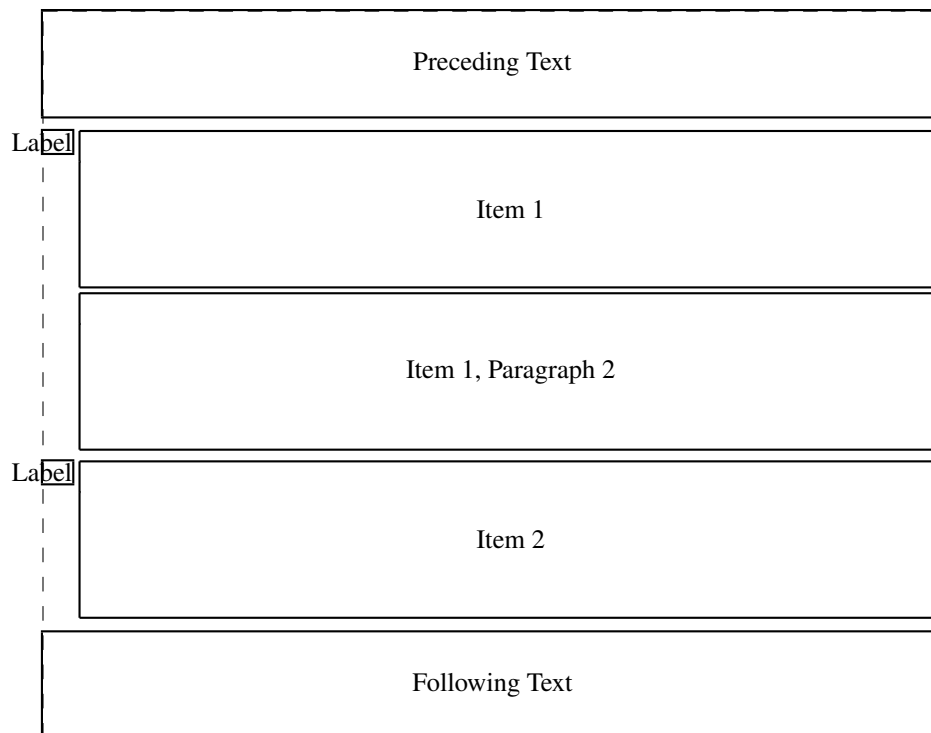 Preceding Text
Label
Item 1
Item 1, Paragraph 2
Label
Item 2
Following Text